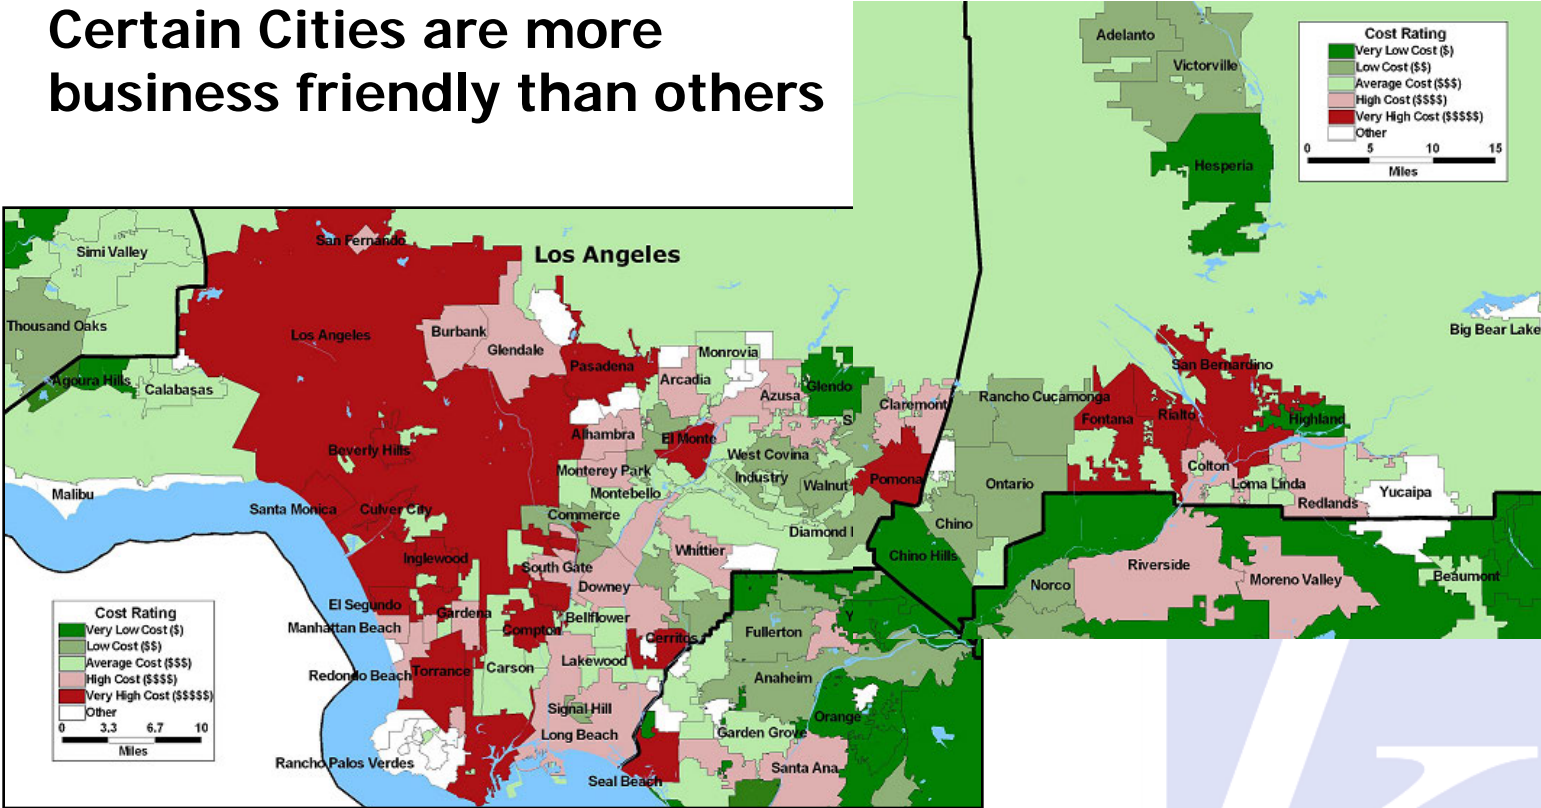 Certain Cities are more
business friendly than others
Adelanto
Victorville
Hesperia
Cost Rating
Very Low Cost ($)
Low Cost ($$)
Average Cost ($$$)
High Cost ($$$$)
Very High Cost ($$$$$)
Other
0 5 10 15
Miles
Big Bear Lake
Los Angeles
San Fernando
Simi Valley
Thousand Oaks
Los Angeles
Burbank
Glendale
Pasadena
Monrovia
Arcadia
Azusa
Glendo
Agoura Hills
Calabasas
S
Claremont
Rancho Cucamonga
San Bernardino
Fontana
Rialto
Highland
Alhambra
El Monte
Beverly Hills
West Covina
Monterey Park
Industry
Walnut
Pomona
Ontario
Colton
Loma Linda
Redlands
Yucaipa
Malibu
Santa Monica
Culver City
Montebello
Commerce
Diamond
Chino
Chino Hills
Inglewood
South Gate
Whittier
Downey
Riverside
Moreno Valley
Beaumont
Norco
El Segundo
Gardena
Manhattan Beach
Compton
Bellflower
Cerritos
Fullerton
Y
Redondo Beach
Torrance
Carson
Lakewood
Anaheim
Signal Hill
Long Beach
Orange
Garden Grove
Rancho Palos Verdes
Seal Beach
Santa Ana
Cost Rating
Very Low Cost ($)
Low Cost ($$)
Average Cost ($$$)
High Cost ($$$$)
Very High Cost ($$$$$)
Other
0 3.3 6.7 10
Miles